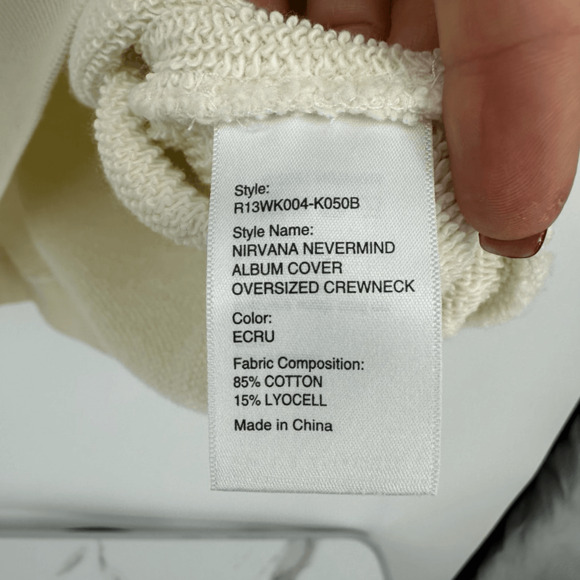 Style:
R13WK004-K050B
Style Name:
NIRVANA NEVERMIND
ALBUM COVER
OVERSIZED CREWNECK
Color:
ECRU
Fabric Composition:
85% COTTON
15% LYOCELL
Made in China